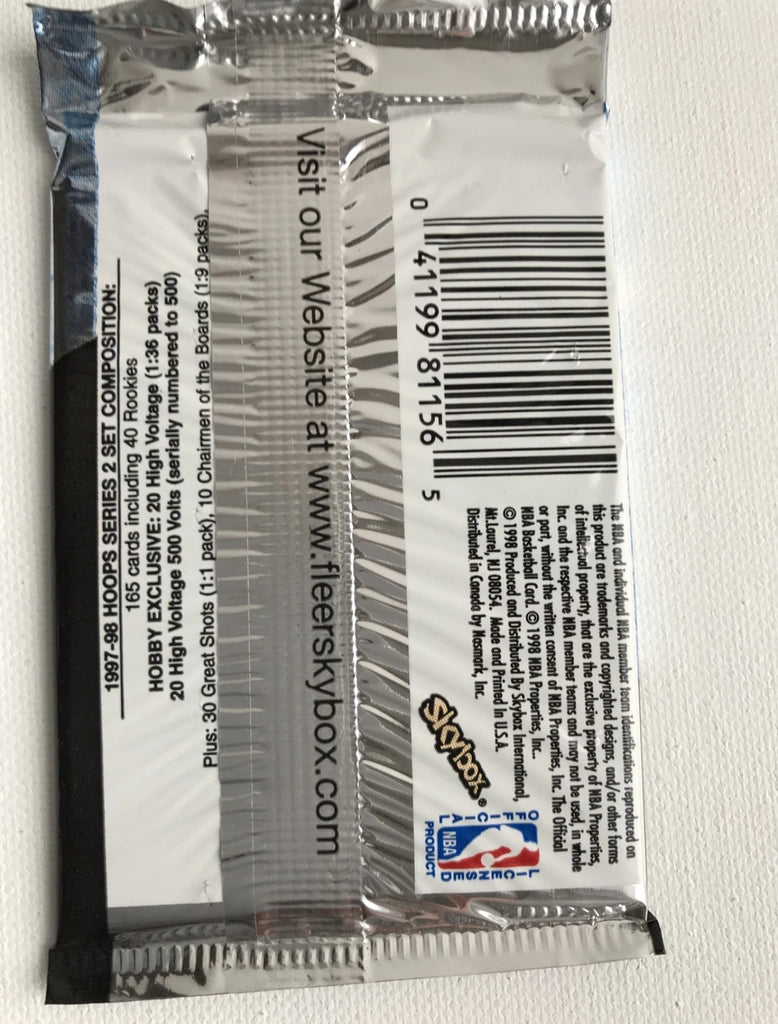 1997-98 HOOPS SERIES 2 SET COMPOSITION:
165 cards including 40 Rookies
HOBBY EXCLUSIVE: 20 High Voltage (1:36 packs)
20 High Voltage 500 Volts (serially numbered to 500)
Plus: 30 Great Shots (1:1 pack), 10 Chairmen of the Boards (1:9 packs),
Visit our Website at www.fleerskybox.com
0 41199 81156 5
The NBA and individual NBA member team identifications reproduced on
this product are trademarks and copyrighted designs, and/or other forms
of intellectual property, that are the exclusive property of NBA Properties,
Inc. and the respective NBA member teams and may not be used, in whole
or part, without the written consent of NBA Properties, Inc. The Official
NBA Basketball Card. © 1998 NBA Properties, Inc..
© 1998 Produced and Distributed By Skybox International,
Mt.Laurel, NJ 08054. Made and Printed In U.S.A.
Distributed in Canada by Nasmark, Inc.
Skybox®
OFFICIAL
LICENSED
NBA
PRODUCT